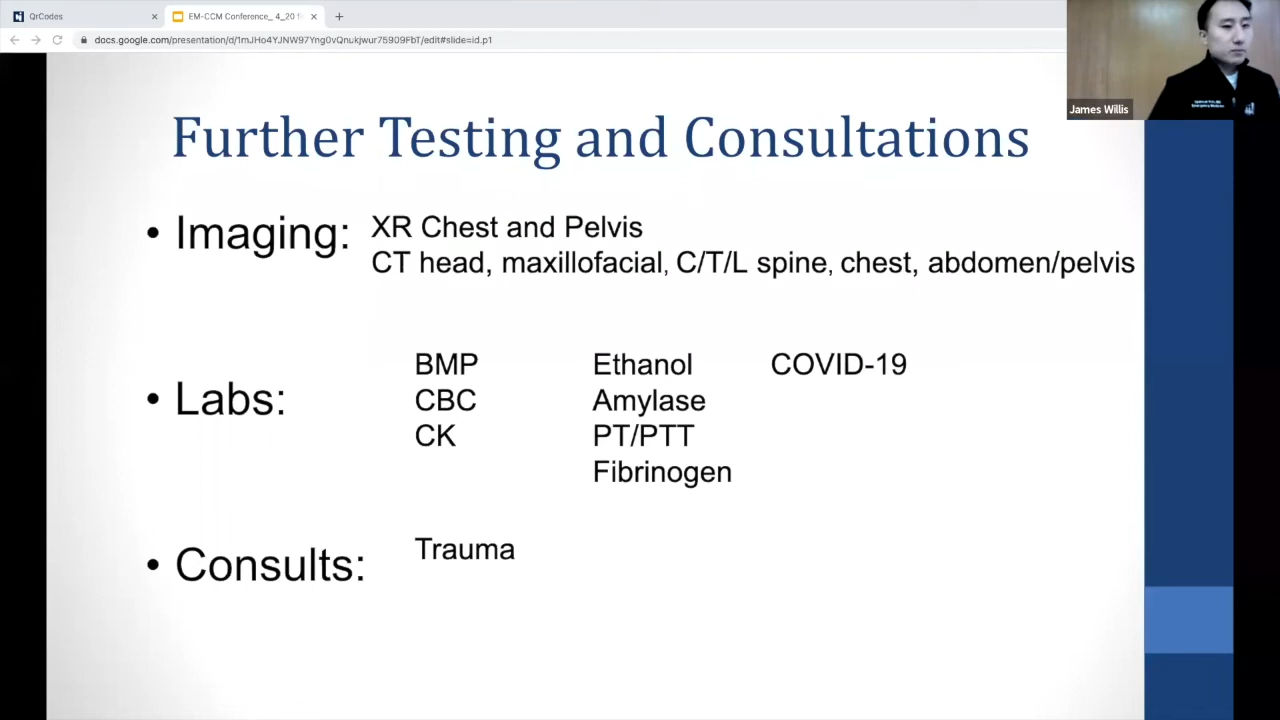 QrCodes
EM-CCM Conference_ 4_20 f
docs.google.com/presentation/d/1mJHo4YJNW97Yng0vQnukjwur75909FbT/edit#slide=id.p1
James Willis
Further Testing and Consultations
• Imaging:
XR Chest and Pelvis
CT head, maxillofacial, C/T/L spine, chest, abdomen/pelvis
• Labs:
BMP Ethanol COVID-19
CBC Amylase
CK PT/PTT
Fibrinogen
• Consults:
Trauma